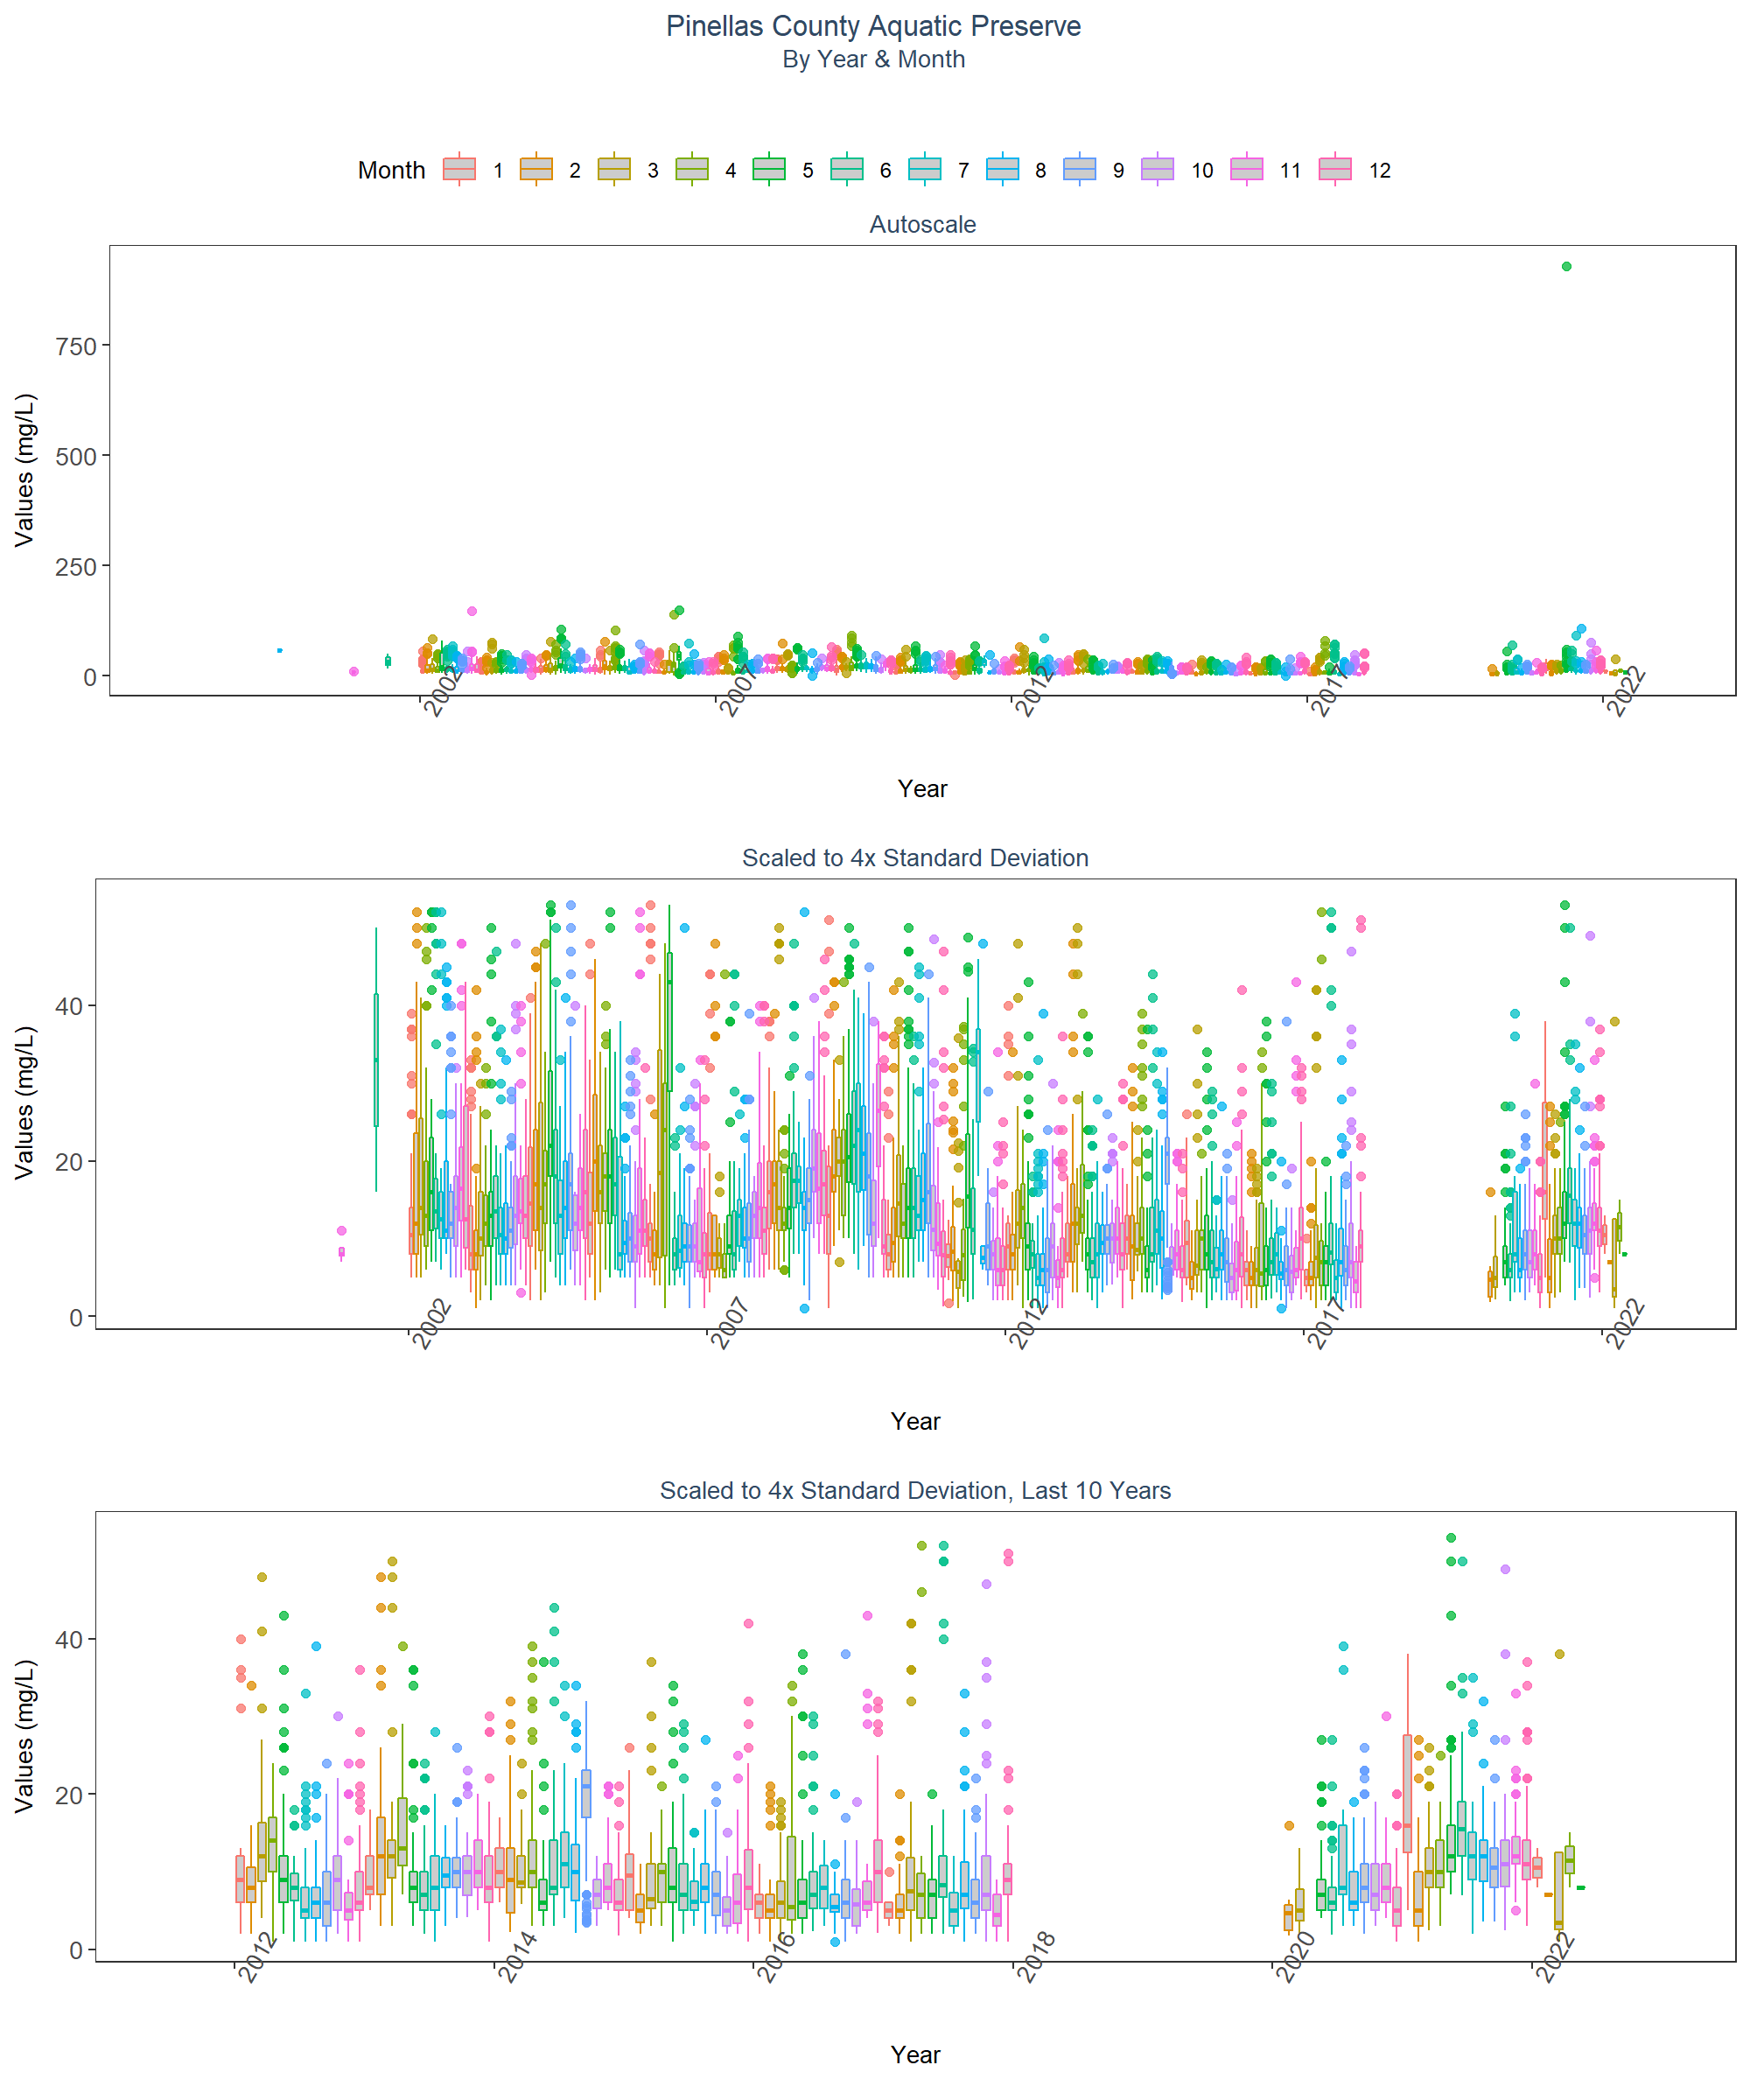 Pinellas County Aquatic Preserve
By Year & Month
Month 1 2 3 4 5 6 7 8 9 10 11 12
Autoscale
Values (mg/L)
750
500
250
0
2002 2007 2012 2017 2022
Year
Scaled to 4x Standard Deviation
Values (mg/L)
40
20
0
2002 2007 2012 2017 2022
Year
Scaled to 4x Standard Deviation, Last 10 Years
Values (mg/L)
40
20
0
2012 2014 2016 2018 2020 2022
Year